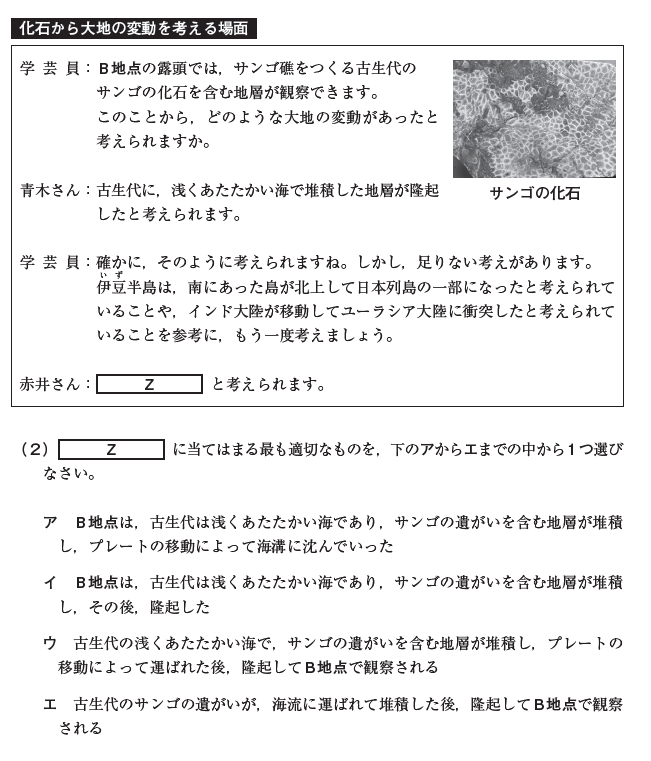 化石から大地の変動を考える場面
学芸員：Ｂ地点の露頭では，サンゴ礁をつくる古生代の
サンゴの化石を含む地層が観察できます。
このことから，どのような大地の変動があったと
考えられますか。
サンゴの化石
青木さん：古生代に，浅くあたたかい海で堆積した地層が隆起
したと考えられます。
学芸員：確かに，そのように考えられますね。しかし，足りない考えがあります。
いず
伊豆半島は，南にあった島が北上して日本列島の一部になったと考えられて
いることや，インド大陸が移動してユーラシア大陸に衝突したと考えられて
いることを参考に，もう一度考えましょう。
赤井さん：Ｚと考えられます。
（２）Ｚに当てはまる最も適切なものを，下のアからエまでの中から１つ選び
なさい。
ア　Ｂ地点は，古生代は浅くあたたかい海であり，サンゴの遺がいを含む地層が堆積
し，プレートの移動によって海溝に沈んでいった
イ　Ｂ地点は，古生代は浅くあたたかい海であり，サンゴの遺がいを含む地層が堆積
し，その後，隆起した
ウ　古生代の浅くあたたかい海で，サンゴの遺がいを含む地層が堆積し，プレートの
移動によって運ばれた後，隆起してＢ地点で観察される
エ　古生代のサンゴの遺がいが，海流に運ばれて堆積した後，隆起してＢ地点で観察
される